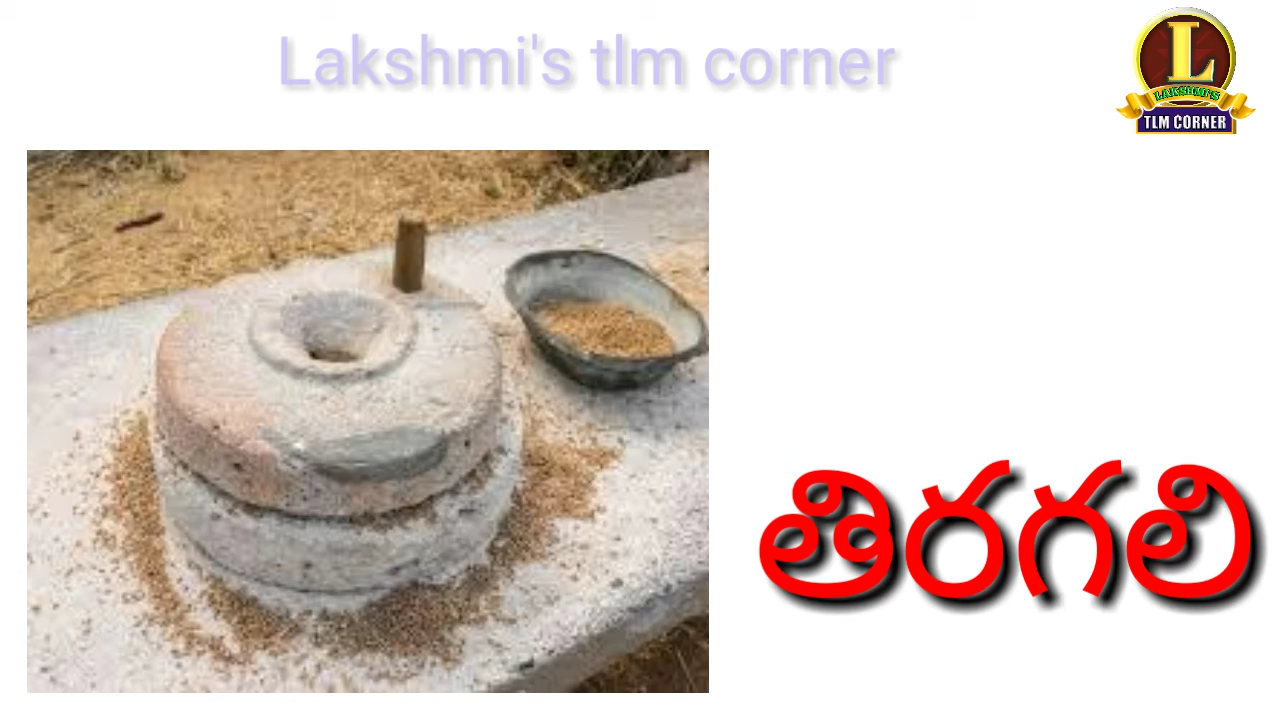 Lakshmi's tlm corner
L
LAKSHMI'S
TLM CORNER
తిరగలి